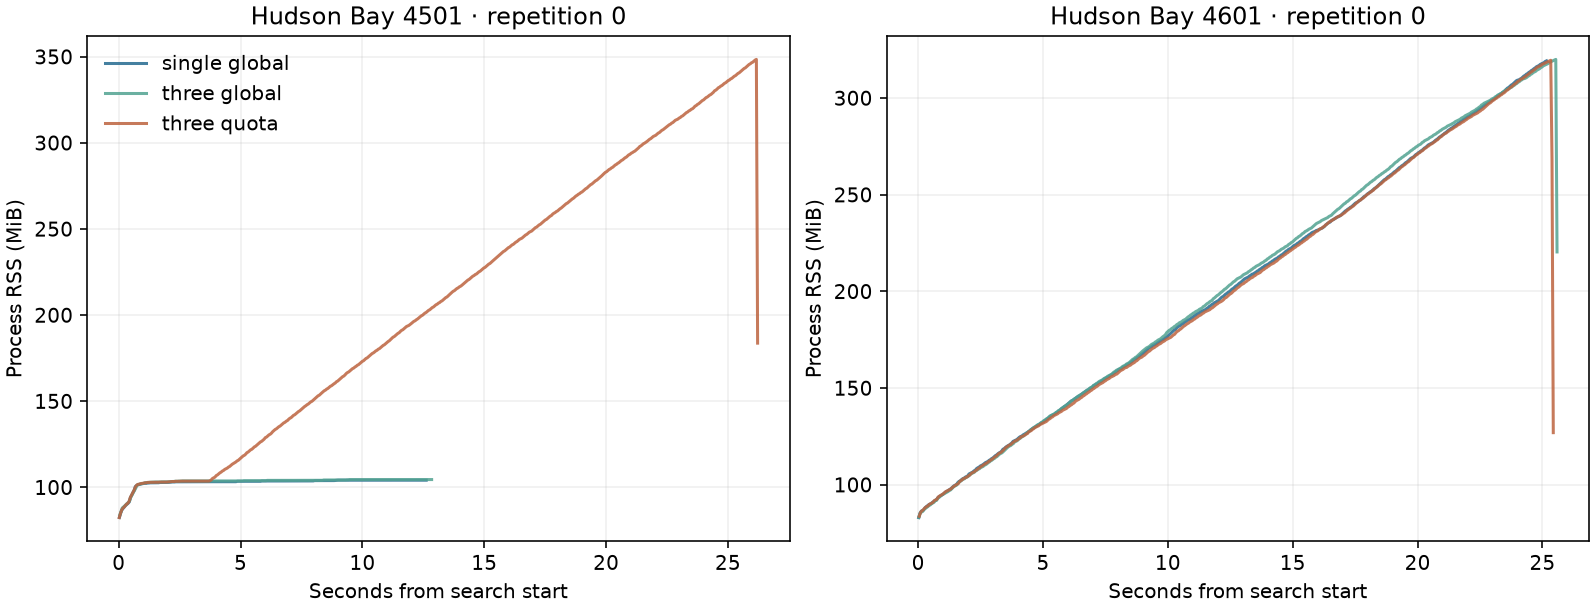 Hudson Bay 4501 · repetition 0
350
300
250
200
150
100
Process RSS (MiB)
single global
three global
three quota
0 5 10 15 20 25
Seconds from search start
Hudson Bay 4601 · repetition 0
300
250
200
150
100
Process RSS (MiB)
0 5 10 15 20 25
Seconds from search start